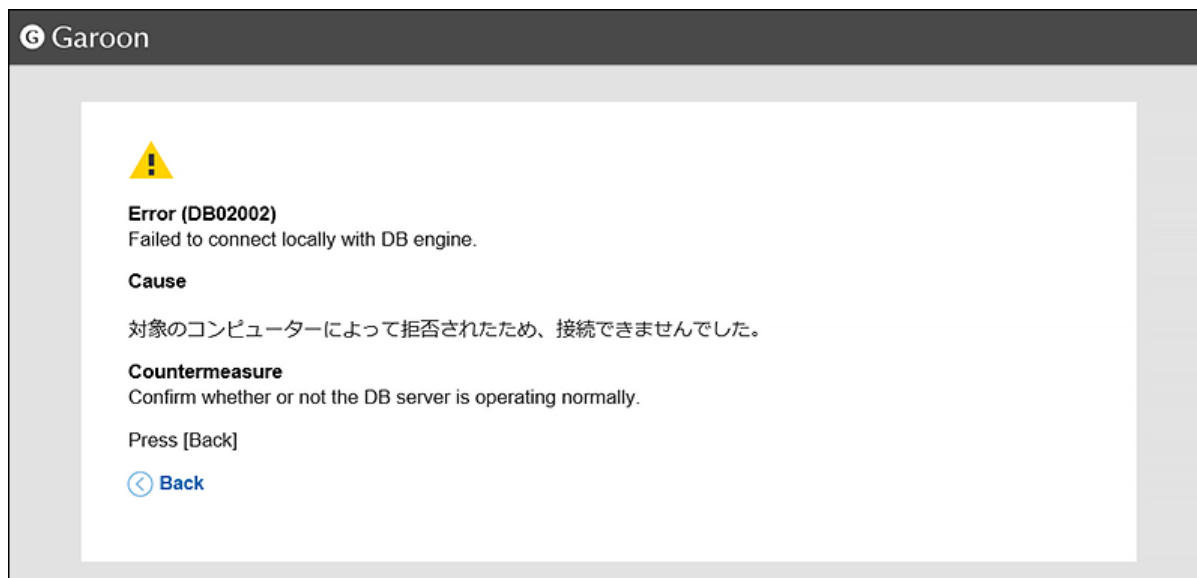 Garoon
Error (DB02002)
Failed to connect locally with DB engine.
Cause
対象のコンピューターによって拒否されたため、接続できませんでした。
Countermeasure
Confirm whether or not the DB server is operating normally.
Press [Back]
Back